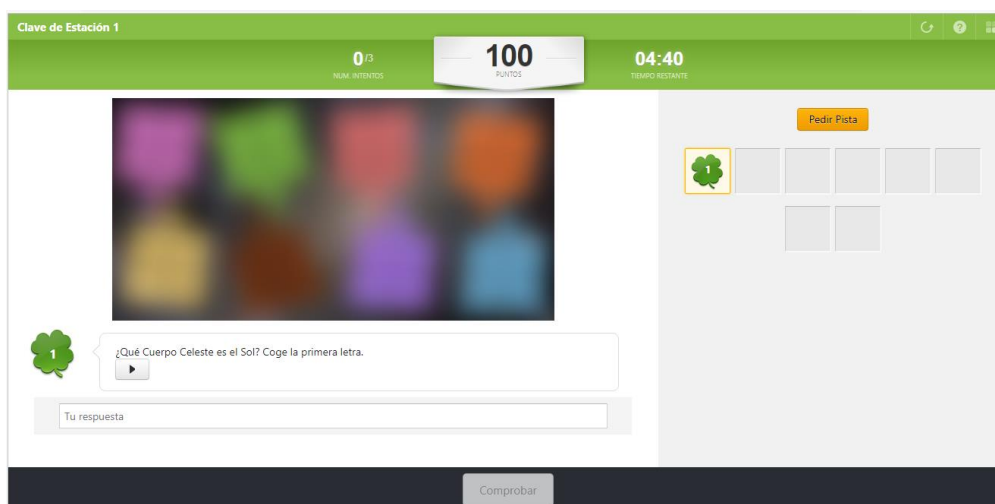 Clave de Estación 1
0/3
NUM. INTENTOS
100
PUNTOS
04:40
TIEMPO RESTANTE
Pedir Pista
1
1
¿Qué Cuerpo Celeste es el Sol? Coge la primera letra.
Tu respuesta
Comprobar